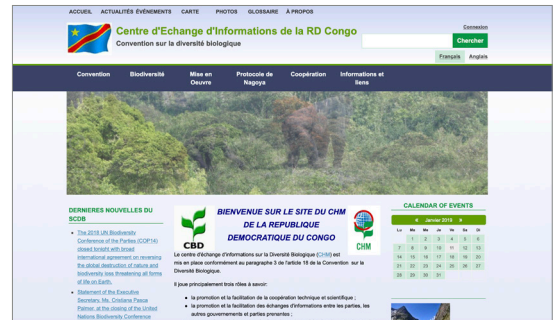 ACCUEIL ACTUALITÉS ÉVÉNEMENTS CARTE PHOTOS GLOSSAIRE À PROPOS
Connexion
Centre d'Echange d'Informations de la RD Congo
Convention sur la diversité biologique
Chercher
Français Anglais
Convention Biodiversité Mise en Oeuvre Protocole de Nagoya Coopération Informations et liens
DERNIERES NOUVELLES DU
SCDB
The 2018 UN Biodiversity
Conference of the Parties (COP14)
closed tonight with broad
international agreement on reversing
the global destruction of nature and
biodiversity loss threatening all forms
of life on Earth.
Statement of the Executive
Secretary, Ms. Cristiana Pasca
Palmer, at the closing of the United
Nations Biodiversity Conference
CBD
BIENVENUE SUR LE SITE DU CHM
DE LA REPUBLIQUE
DEMOCRATIQUE DU CONGO
CHM
Le centre d'échange d'informations sur la Diversité Biologique (CHM) est
mis en place conformément au paragraphe 3 de l'article 18 de la Convention sur la
Diversité Biologique.
Il joue principalement trois rôles à savoir:
la promotion et la facilitation de la coopération technique et scientifique ;
la promotion et la facilitation des échanges d'informations entre les parties, les
autres gouvernements et parties prenantes ;
CALENDAR OF EVENTS
« Janvier 2019 »
Lu Ma Me Je Ve Sa Di
1 2 3 4 5 6
7 8 9 10 11 12 13
14 15 16 17 18 19 20
21 22 23 24 25 26 27
28 29 30 31